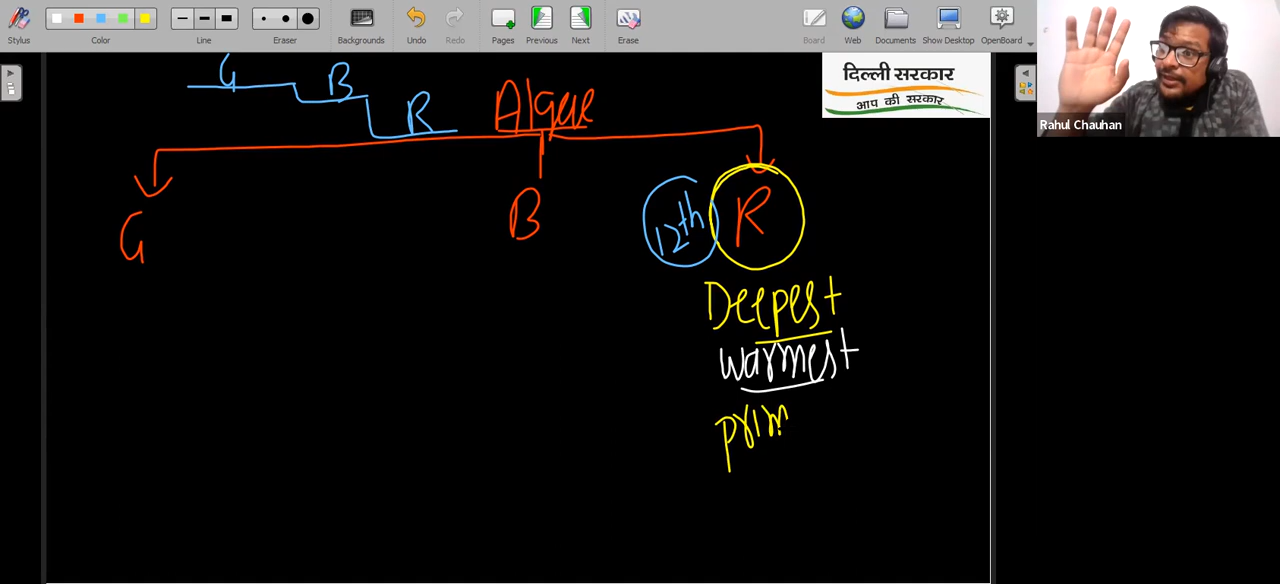 Stylus
Color
Line
Eraser
Backgrounds
Undo
Redo
Pages
Previous
Next
Erase
Board
Web
Documents
Show Desktop
OpenBoard
Rahul Chauhan
दिल्ली सरकार
आप की सरकार
G B R
Algae
G B 12th R
Deepest
warmest
prim